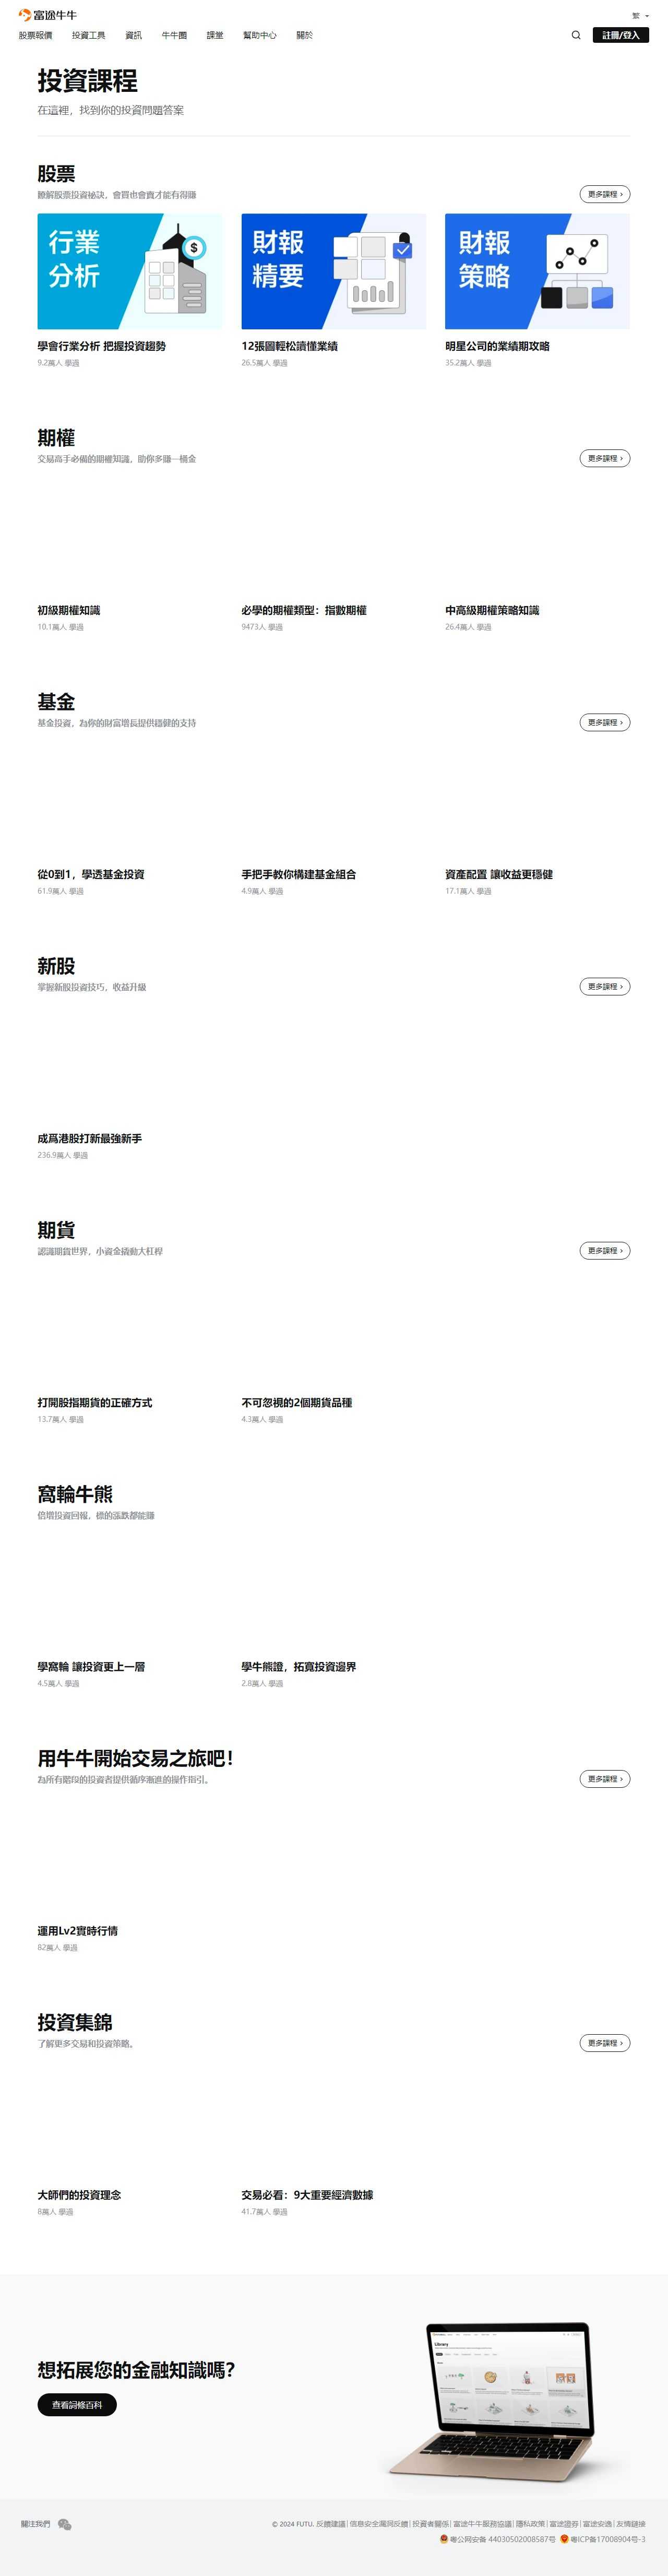 富途牛牛
繁
股票報價 投資工具 資訊 牛牛圈 課堂 幫助中心 關於
註冊/登入
投資課程
在這裡，找到你的投資問題答案
股票
瞭解股票投資祕訣，會買也會賣才能有得賺
更多課程 ›
行業
分析
財報
精要
財報
策略
學會行業分析 把握投資趨勢
9.2萬人 學過
12張圖輕松讀懂業績
26.5萬人 學過
明星公司的業績期攻略
35.2萬人 學過
期權
交易高手必備的期權知識，助你多賺一桶金
更多課程 ›
初級期權知識
10.1萬人 學過
必學的期權類型：指數期權
9473人 學過
中高級期權策略知識
26.4萬人 學過
基金
基金投資，為你的財富增長提供穩健的支持
更多課程 ›
從0到1，學透基金投資
61.9萬人 學過
手把手教你構建基金組合
4.9萬人 學過
資產配置 讓收益更穩健
17.1萬人 學過
新股
掌握新股投資技巧，收益升級
更多課程 ›
成爲港股打新最強新手
236.9萬人 學過
期貨
認識期貨世界，小資金撬動大杠桿
更多課程 ›
打開股指期貨的正確方式
13.7萬人 學過
不可忽視的2個期貨品種
4.3萬人 學過
窩輪牛熊
倍增投資回報，標的漲跌都能賺
學窩輪 讓投資更上一層
4.5萬人 學過
學牛熊證，拓寬投資邊界
2.8萬人 學過
用牛牛開始交易之旅吧！
為所有階段的投資者提供循序漸進的操作指引。
更多課程 ›
運用Lv2實時行情
82萬人 學過
投資集錦
了解更多交易和投資策略。
更多課程 ›
大師們的投資理念
8萬人 學過
交易必看：9大重要經濟數據
41.7萬人 學過
想拓展您的金融知識嗎？
查看詞條百科
Library
關注我們
© 2024 FUTU. 反饋建議| 信息安全漏洞反饋| 投資者關係| 富途牛牛服務協議| 隱私政策| 富途證券| 富途安逸| 友情鏈接
粵公网安备 44030502008587号 粵ICP备17008904号-3